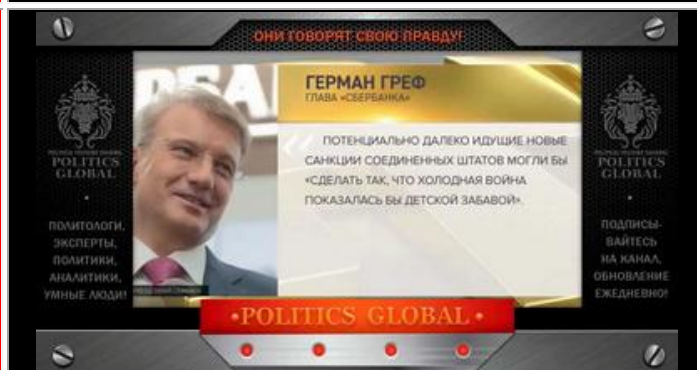 ОНИ ГОВОРЯТ СВОЮ ПРАВДУ!
ГЕРМАН ГРЕФ
ГЛАВА «СБЕРБАНКА»
ПОТЕНЦИАЛЬНО ДАЛЕКО ИДУЩИЕ НОВЫЕ
САНКЦИИ СОЕДИНЕННЫХ ШТАТОВ МОГЛИ БЫ
«СДЕЛАТЬ ТАК, ЧТО ХОЛОДНАЯ ВОЙНА
ПОКАЗАЛАСЬ БЫ ДЕТСКОЙ ЗАБАВОЙ».
POLITICS
GLOBAL
ПОЛИТОЛОГИ,
ЭКСПЕРТЫ,
ПОЛИТИКИ,
АНАЛИТИКИ,
УМНЫЕ ЛЮДИ!
POLITICS
GLOBAL
ПОДПИСЫ-
ВАЙТЕСЬ
НА КАНАЛ,
ОБНОВЛЕНИЕ
ЕЖЕДНЕВНО!
•POLITICS GLOBAL•